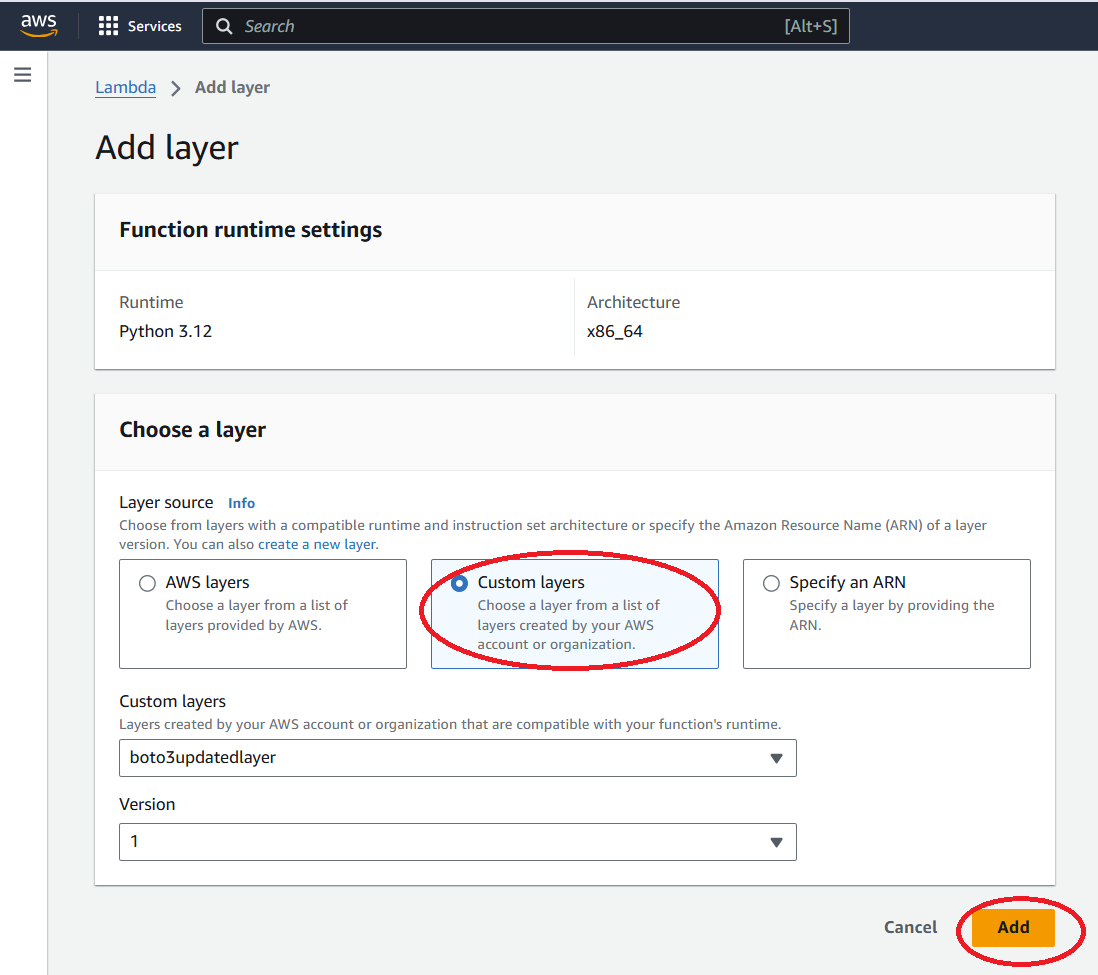 aws
Services
Search
[Alt+S]
Lambda
Add layer
Add layer
Function runtime settings
Runtime
Architecture
Python 3.12
x86_64
Choose a layer
Layer source Info
Choose from layers with a compatible runtime and instruction set architecture or specify the Amazon Resource Name (ARN) of a layer
version. You can also create a new layer.
AWS layers
Choose a layer from a list of
layers provided by AWS.
Custom layers
Choose a layer from a list of
layers created by your AWS
account or organization.
Specify an ARN
Specify a layer by providing the
ARN.
Custom layers
Layers created by your AWS account or organization that are compatible with your function's runtime.
boto3updatedlayer
Version
1
Cancel
Add